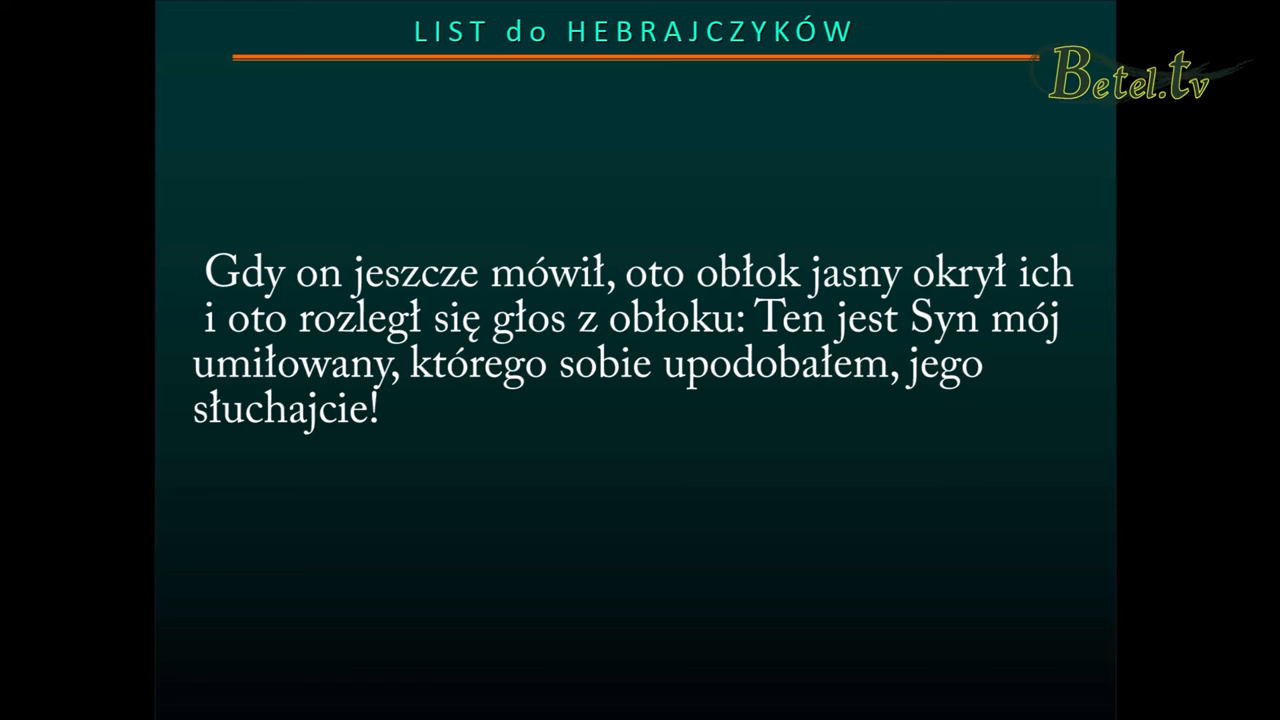 LIST do HEBRAJCZYKÓW
Betel.tv
Gdy on jeszcze mówił, oto obłok jasny okrył ich
i oto rozległ się głos z obłoku: Ten jest Syn mój
umiłowany, którego sobie upodobałem, jego
słuchajcie!